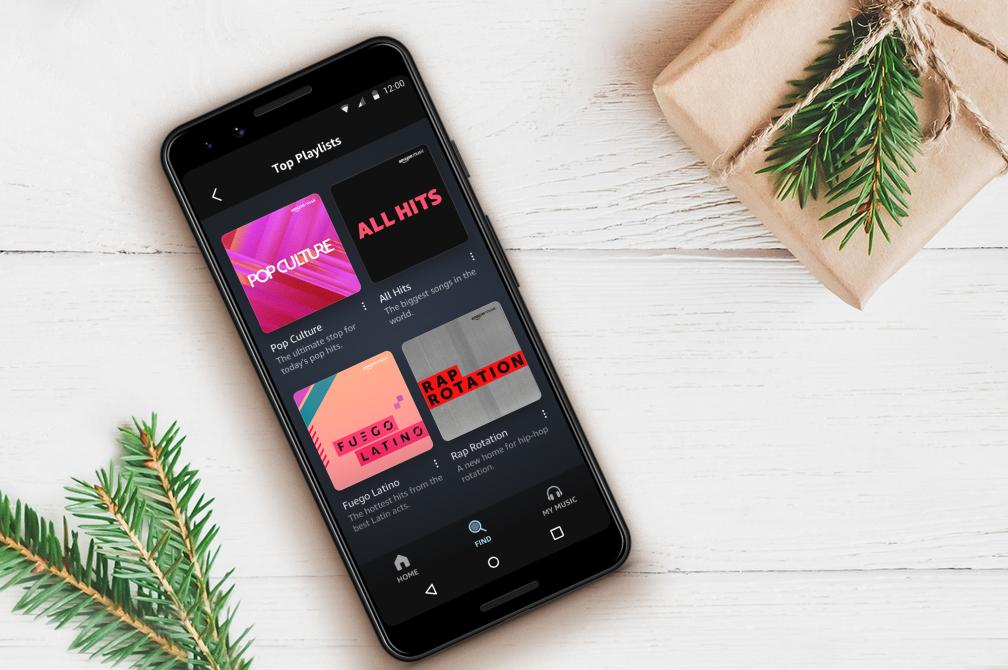 12:00
Top Playlists
amazon music
POP CULTURE
Pop Culture
The ultimate stop for
today's pop hits.
amazon music
ALL HITS
All Hits
The biggest songs in the
world.
amazon music
FUEGO
LATINO
Fuego Latino
The hottest hits from the
best Latin acts.
amazon music
RAP
ROTATION
Rap Rotation
A new home for hip-hop
rotation.
HOME
FIND
MY MUSIC